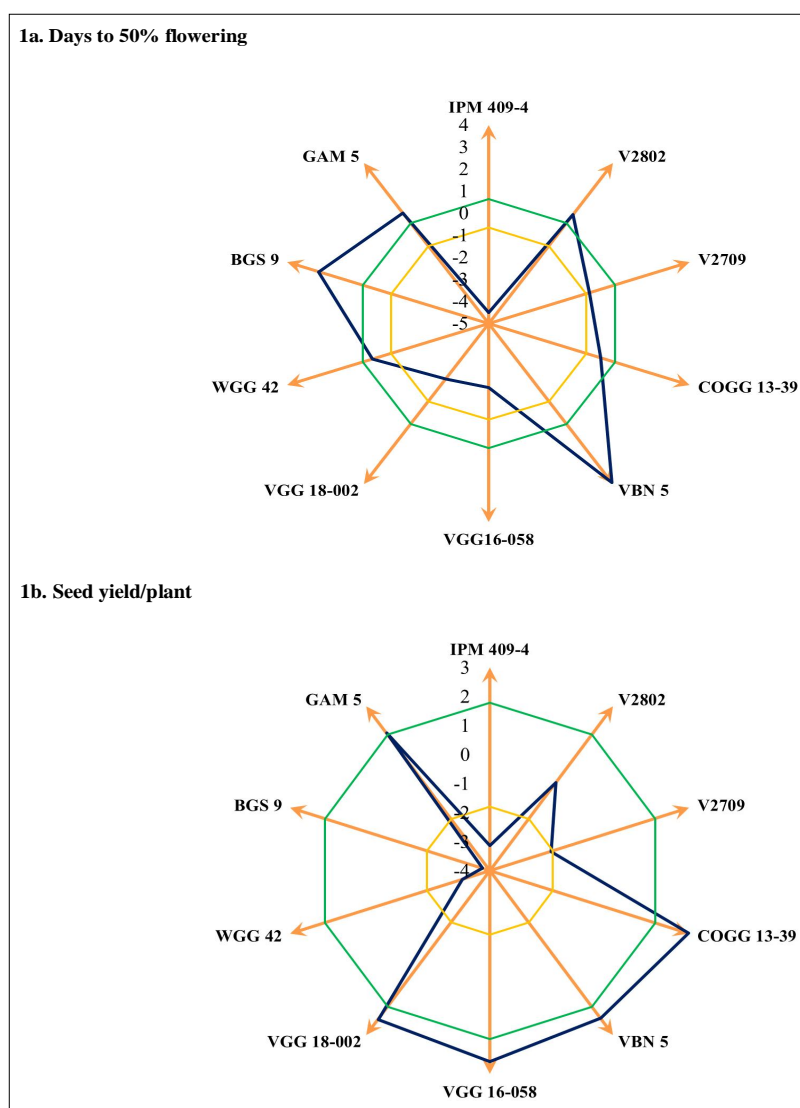 1a. Days to 50% flowering
IPM 409-4
4
3
2
1
0
-1
-2
-3
-4
-5
V2802
V2709
COGG 13-39
VBN 5
VGG16-058
VGG 18-002
WGG 42
BGS 9
GAM 5
1b. Seed yield/plant
IPM 409-4
3
2
1
0
-1
-2
-3
-4
V2802
V2709
COGG 13-39
VBN 5
VGG 16-058
VGG 18-002
WGG 42
BGS 9
GAM 5